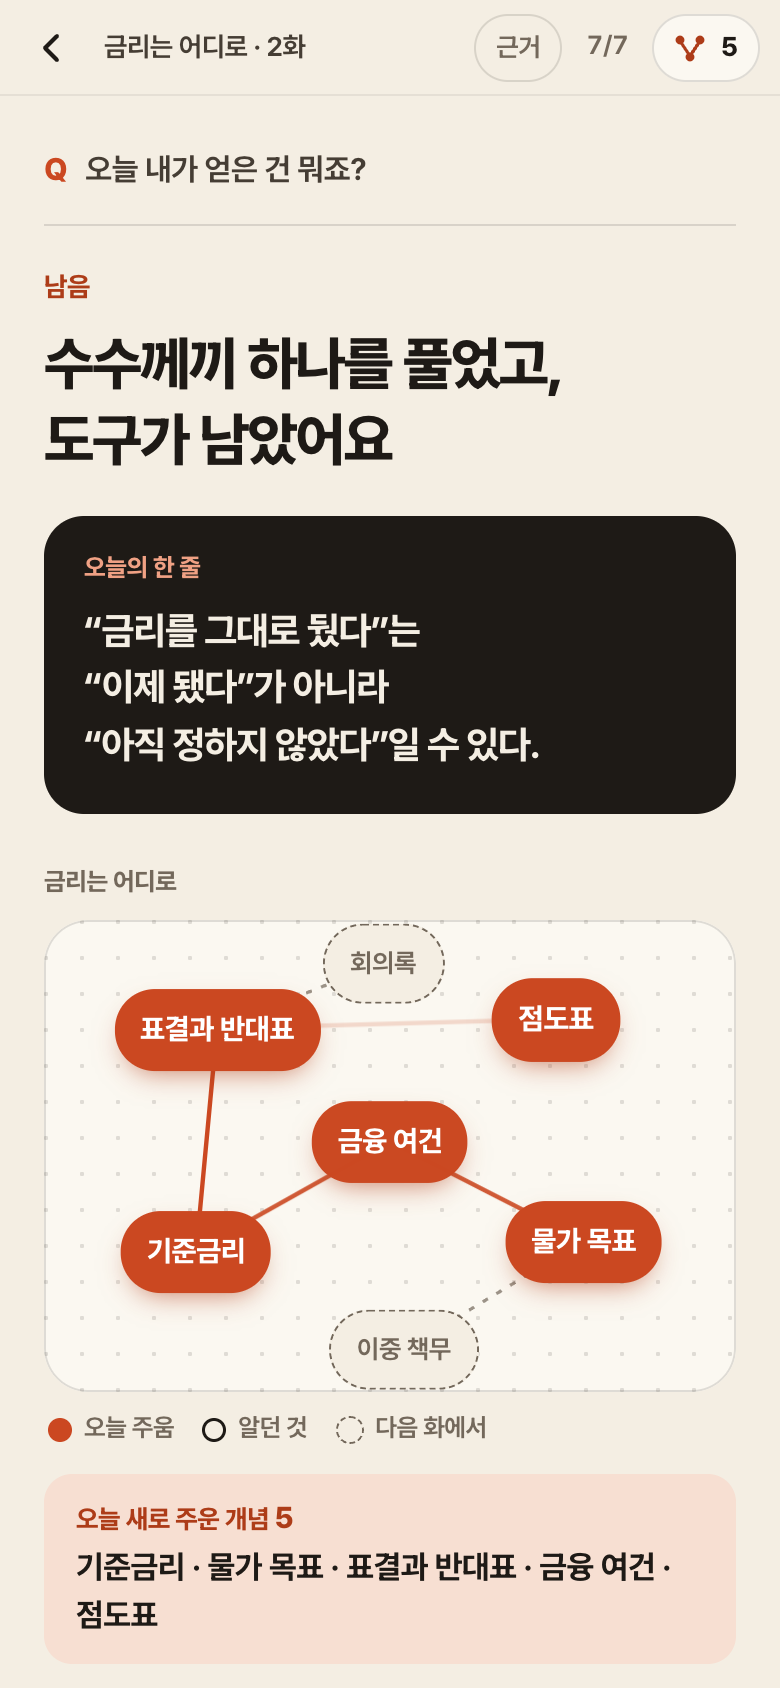 금리는 어디로 · 2화
근거
7/7
5
Q 오늘 내가 얻은 건 뭐죠?
남음
수수께끼 하나를 풀었고,
도구가 남았어요
오늘의 한 줄
“금리를 그대로 뒀다”는
“이제 됐다”가 아니라
“아직 정하지 않았다”일 수 있다.
금리는 어디로
회의록
표결과 반대표
점도표
금융 여건
기준금리
물가 목표
이중 책무
오늘 주움
알던 것
다음 화에서
오늘 새로 주운 개념 5
기준금리 · 물가 목표 · 표결과 반대표 · 금융 여건 ·
점도표